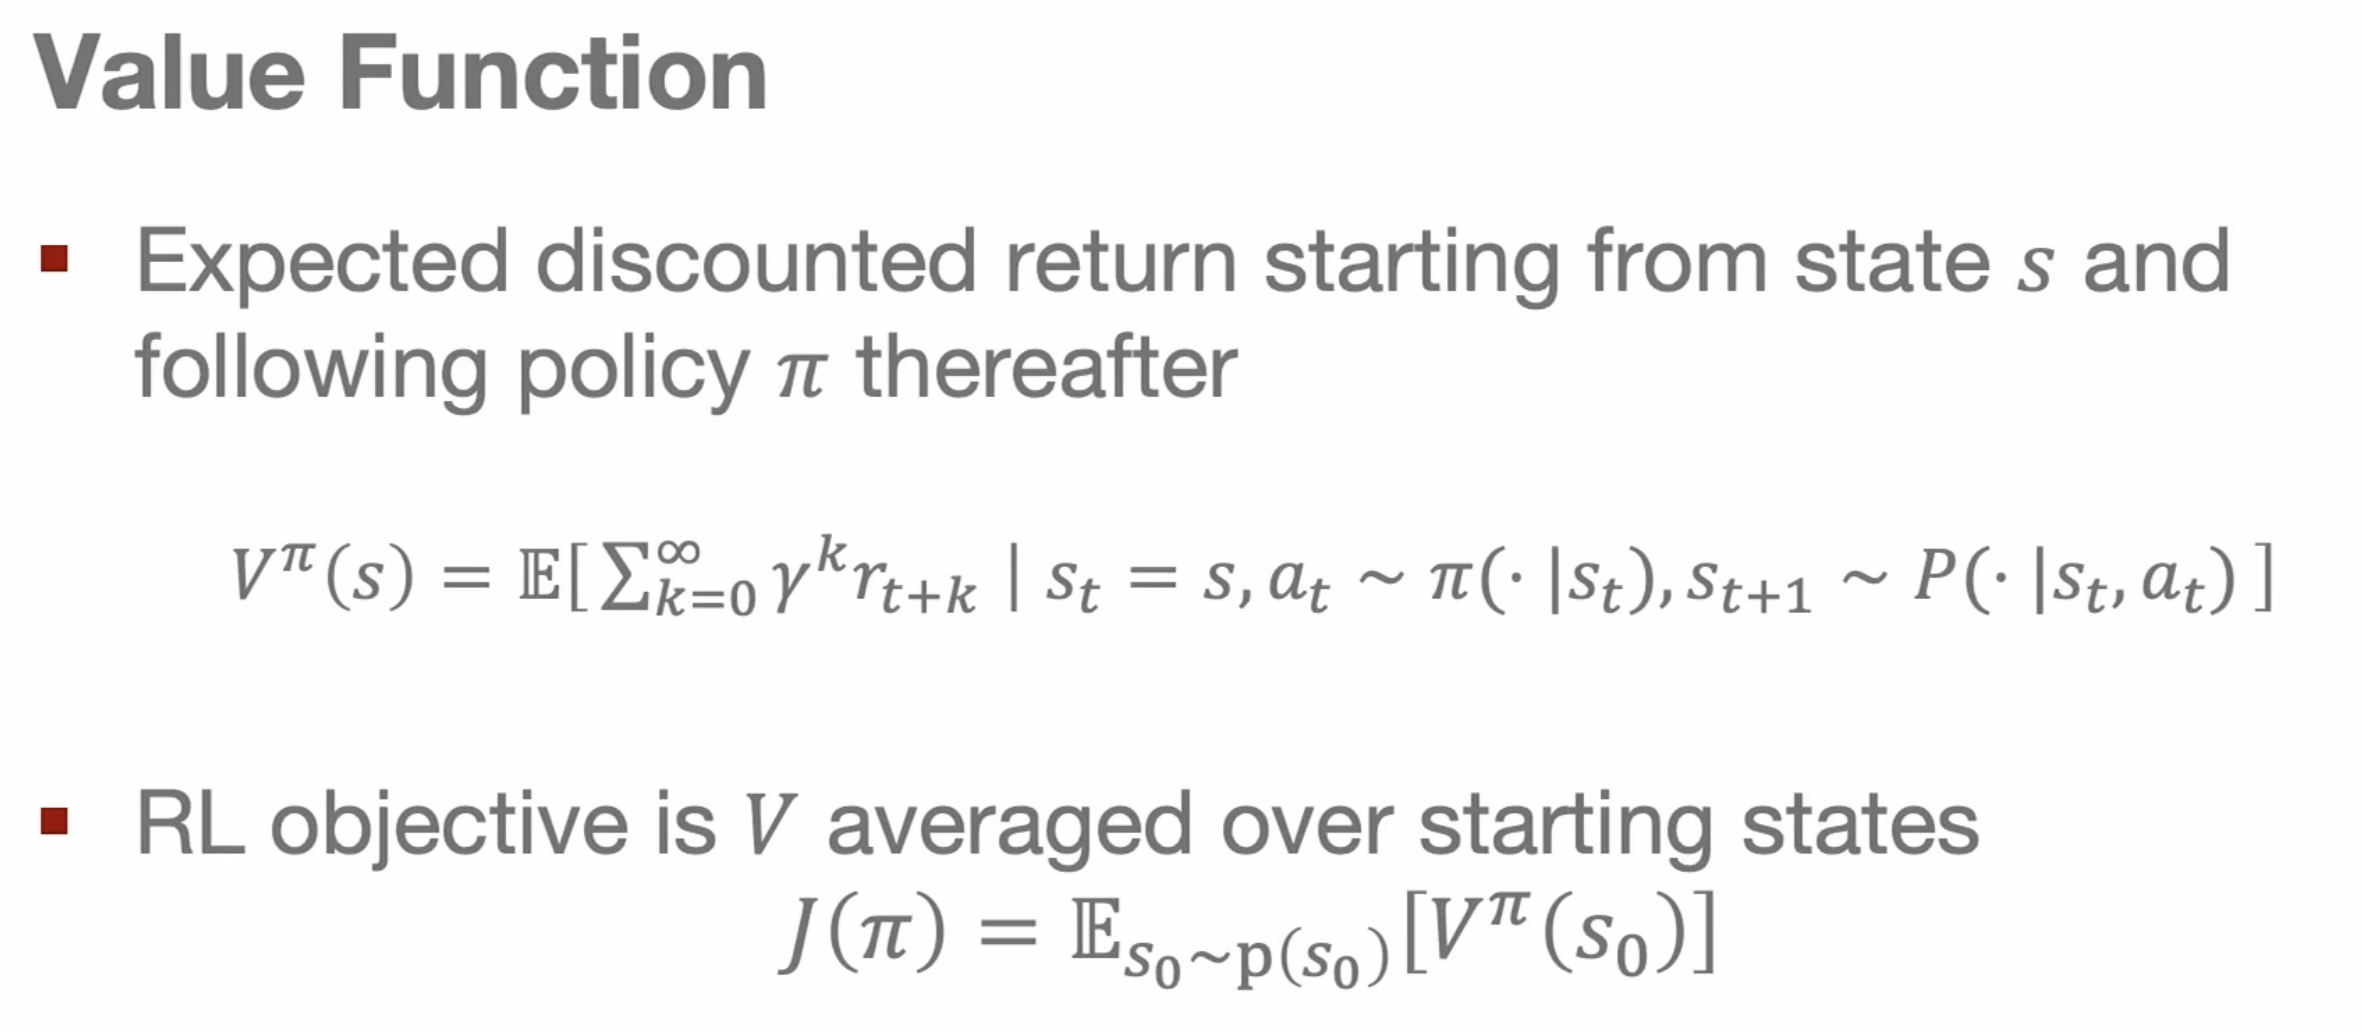 Value Function
▪ Expected discounted return starting from state s and
following policy π thereafter
V^π(s) = 𝔼[∑_{k=0}^{∞} γ^k r_{t+k} | s_t = s, a_t ~ π(· |s_t), s_{t+1} ~ P(· |s_t, a_t) ]
▪ RL objective is V averaged over starting states
J(π) = 𝔼_{s_0~p(s_0)}[V^π(s_0)]